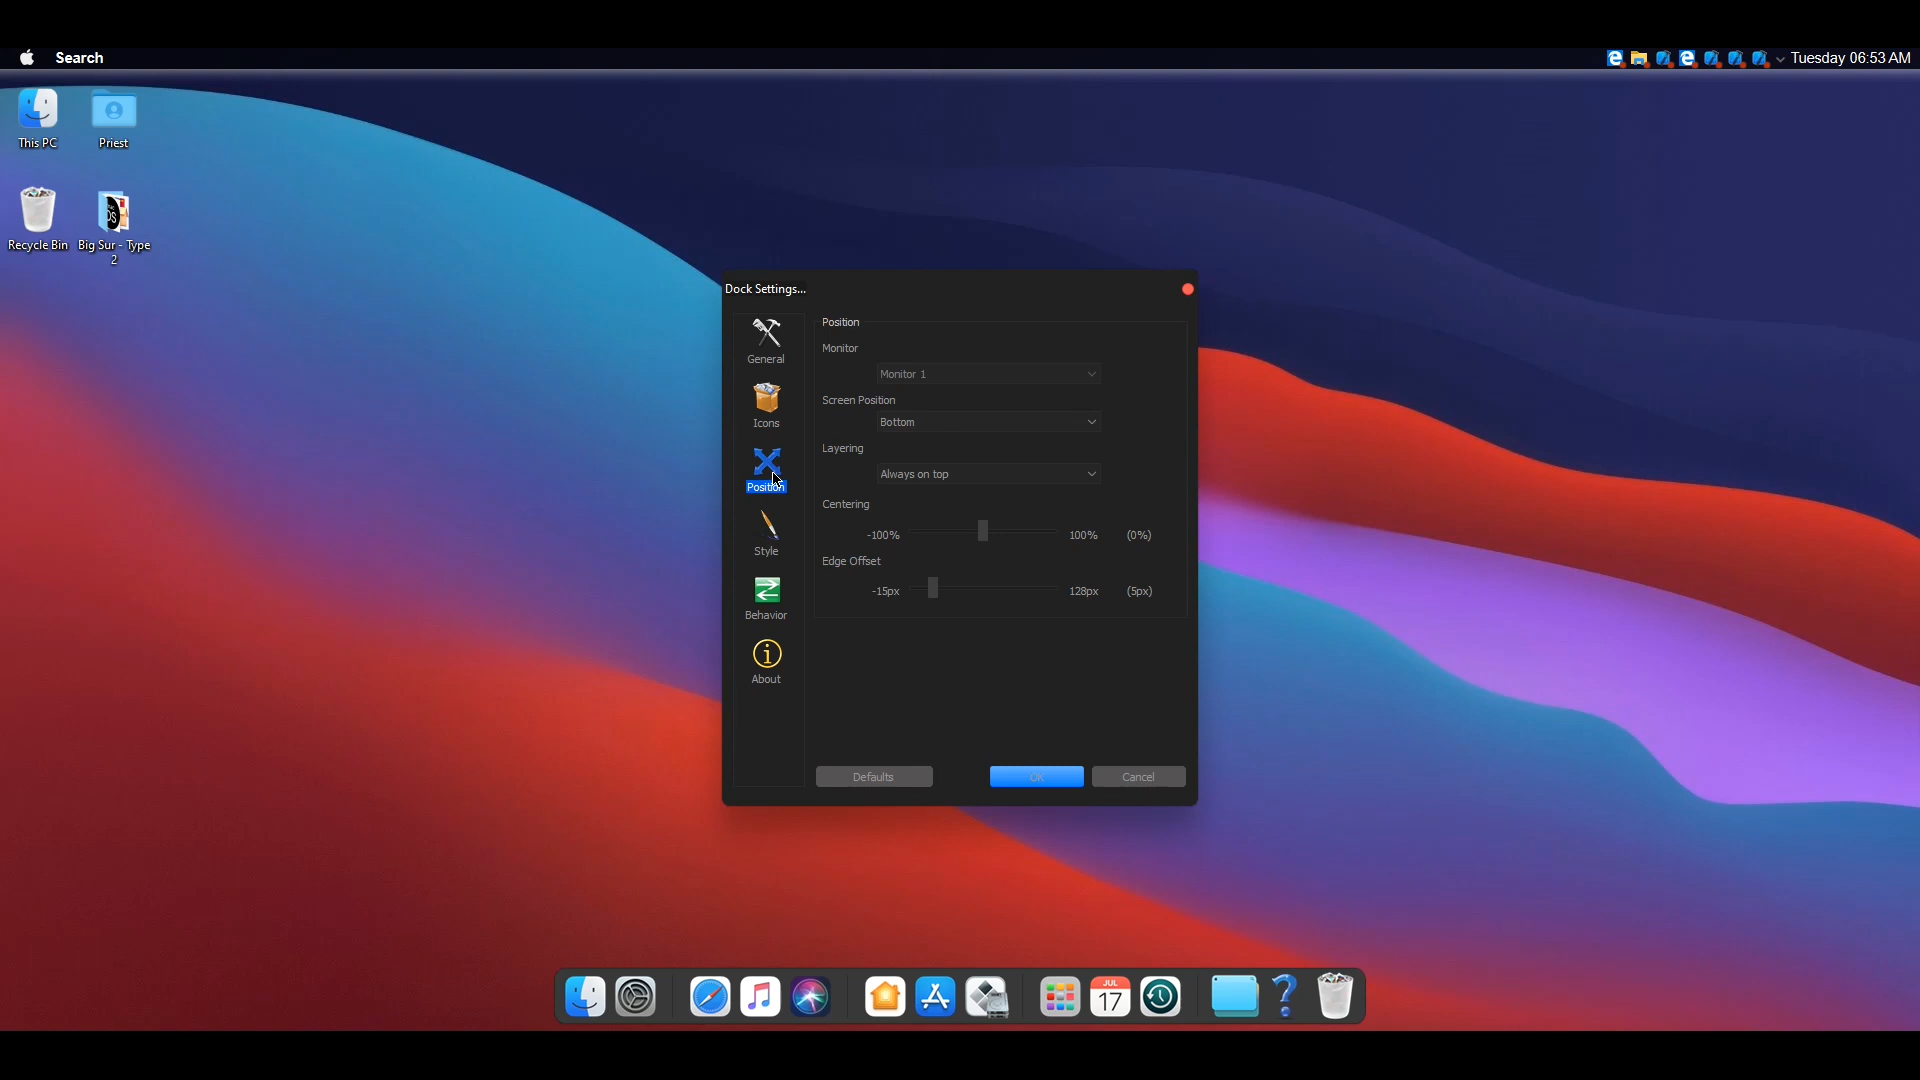 Search
Tuesday 06:53 AM
This PC
Priest
Recycle Bin
Big Sur - Type
2
Dock Settings...
General
Icons
Position
Style
Behavior
About
Position
Monitor
Monitor 1
Screen Position
Bottom
Layering
Always on top
Centering
-100% 100% (0%)
Edge Offset
-15px 128px (5px)
Defaults
OK
Cancel
JUL
17